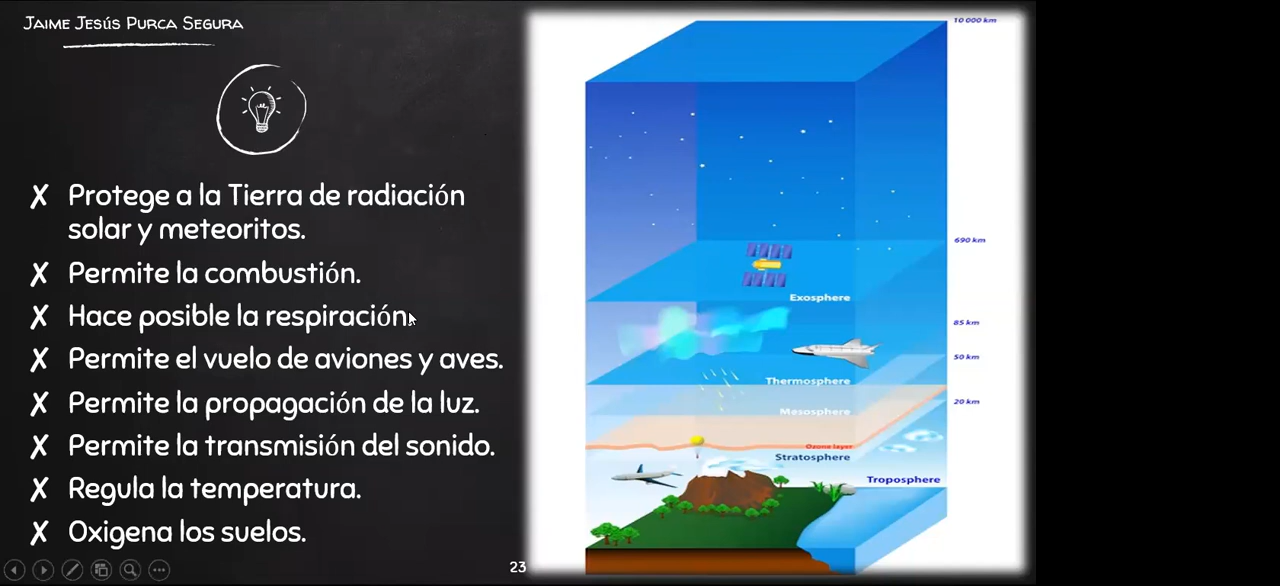 Jaime Jesús Purca Segura
✗ Protege a la Tierra de radiación
solar y meteoritos.
✗ Permite la combustión.
✗ Hace posible la respiración.
✗ Permite el vuelo de aviones y aves.
✗ Permite la propagación de la luz.
✗ Permite la transmisión del sonido.
✗ Regula la temperatura.
✗ Oxigena los suelos.
23
10 000 km
690 km
Exosphere
85 km
50 km
Thermosphere
20 km
Mesosphere
Ozone layer
Stratosphere
Troposphere